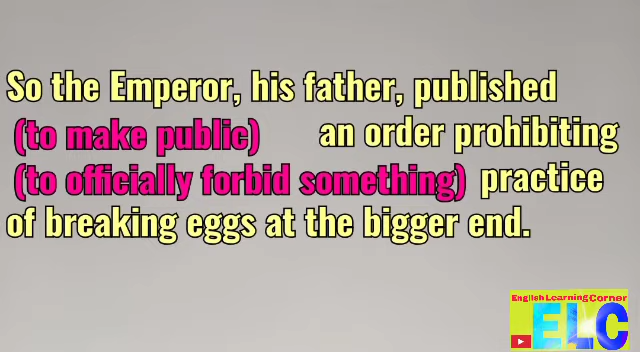 So the Emperor, his father, published
(to make public) an order prohibiting
(to officially forbid something) practice
of breaking eggs at the bigger end.
English Learning Corner
ELC